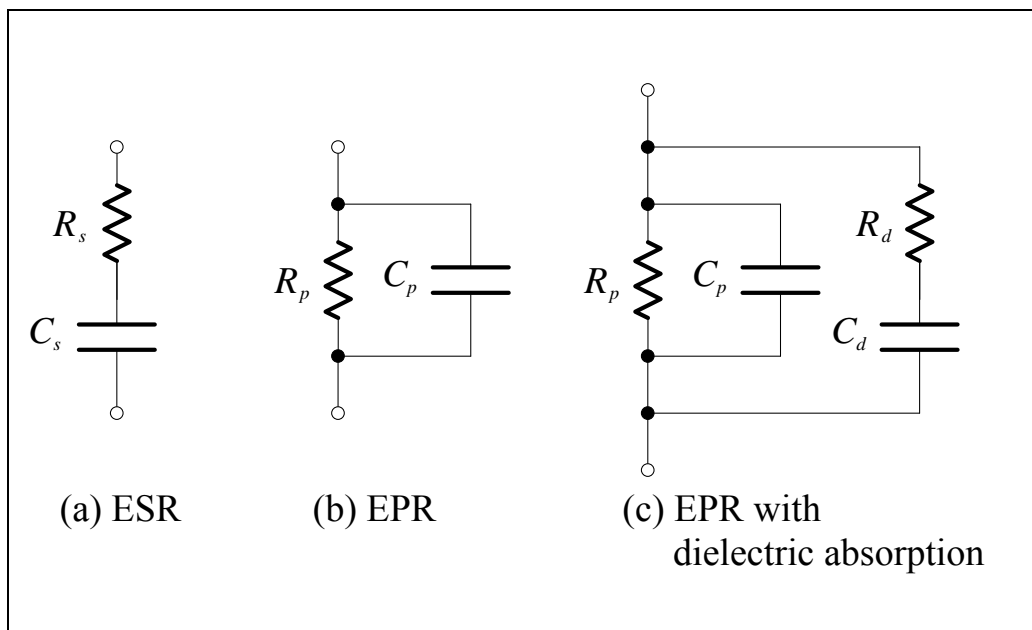 R_s
C_s
(a) ESR
R_p
C_p
(b) EPR
R_p
C_p
R_d
C_d
(c) EPR with
dielectric absorption